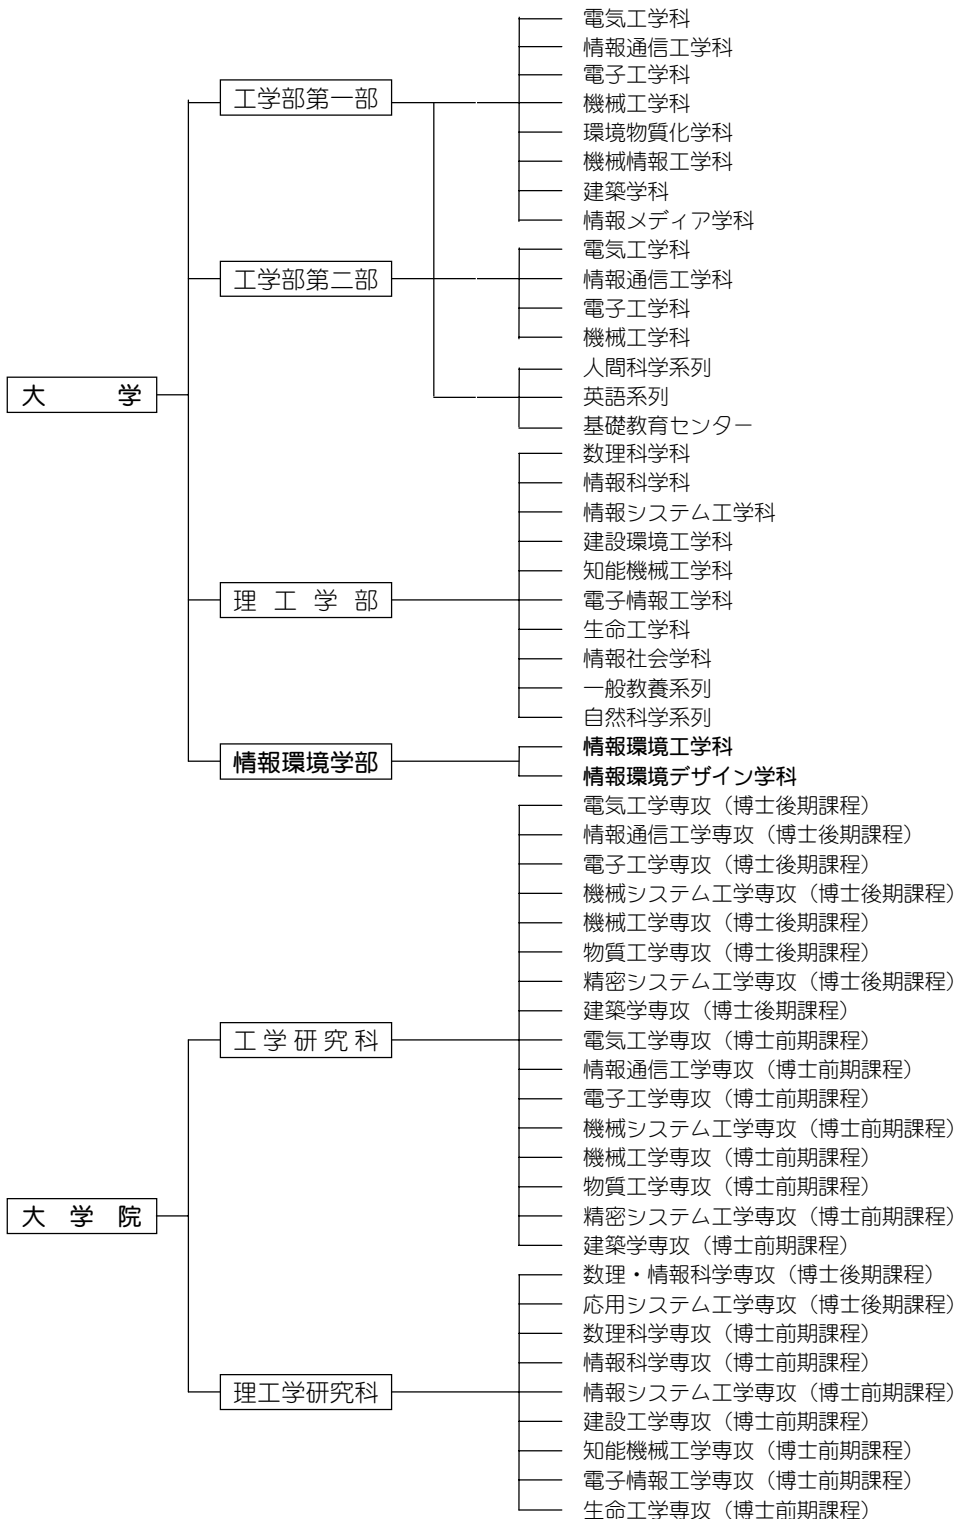 電気工学科
情報通信工学科
電子工学科
工学部第一部
機械工学科
環境物質化学科
機械情報工学科
建築学科
情報メディア学科
電気工学科
工学部第二部
情報通信工学科
電子工学科
機械工学科
人間科学系列
大学
英語系列
基礎教育センター
数理科学科
情報科学科
情報システム工学科
建設環境工学科
知能機械工学科
理工学部
電子情報工学科
生命工学科
情報社会学科
一般教養系列
自然科学系列
情報環境学部
情報環境工学科
情報環境デザイン学科
電気工学専攻（博士後期課程）
情報通信工学専攻（博士後期課程）
電子工学専攻（博士後期課程）
機械システム工学専攻（博士後期課程）
機械工学専攻（博士後期課程）
物質工学専攻（博士後期課程）
精密システム工学専攻（博士後期課程）
建築学専攻（博士後期課程）
工学研究科
電気工学専攻（博士前期課程）
情報通信工学専攻（博士前期課程）
電子工学専攻（博士前期課程）
機械システム工学専攻（博士前期課程）
機械工学専攻（博士前期課程）
物質工学専攻（博士前期課程）
大学院
精密システム工学専攻（博士前期課程）
建築学専攻（博士前期課程）
数理・情報科学専攻（博士後期課程）
応用システム工学専攻（博士後期課程）
数理科学専攻（博士前期課程）
情報科学専攻（博士前期課程）
理工学研究科
情報システム工学専攻（博士前期課程）
建設工学専攻（博士前期課程）
知能機械工学専攻（博士前期課程）
電子情報工学専攻（博士前期課程）
生命工学専攻（博士前期課程）